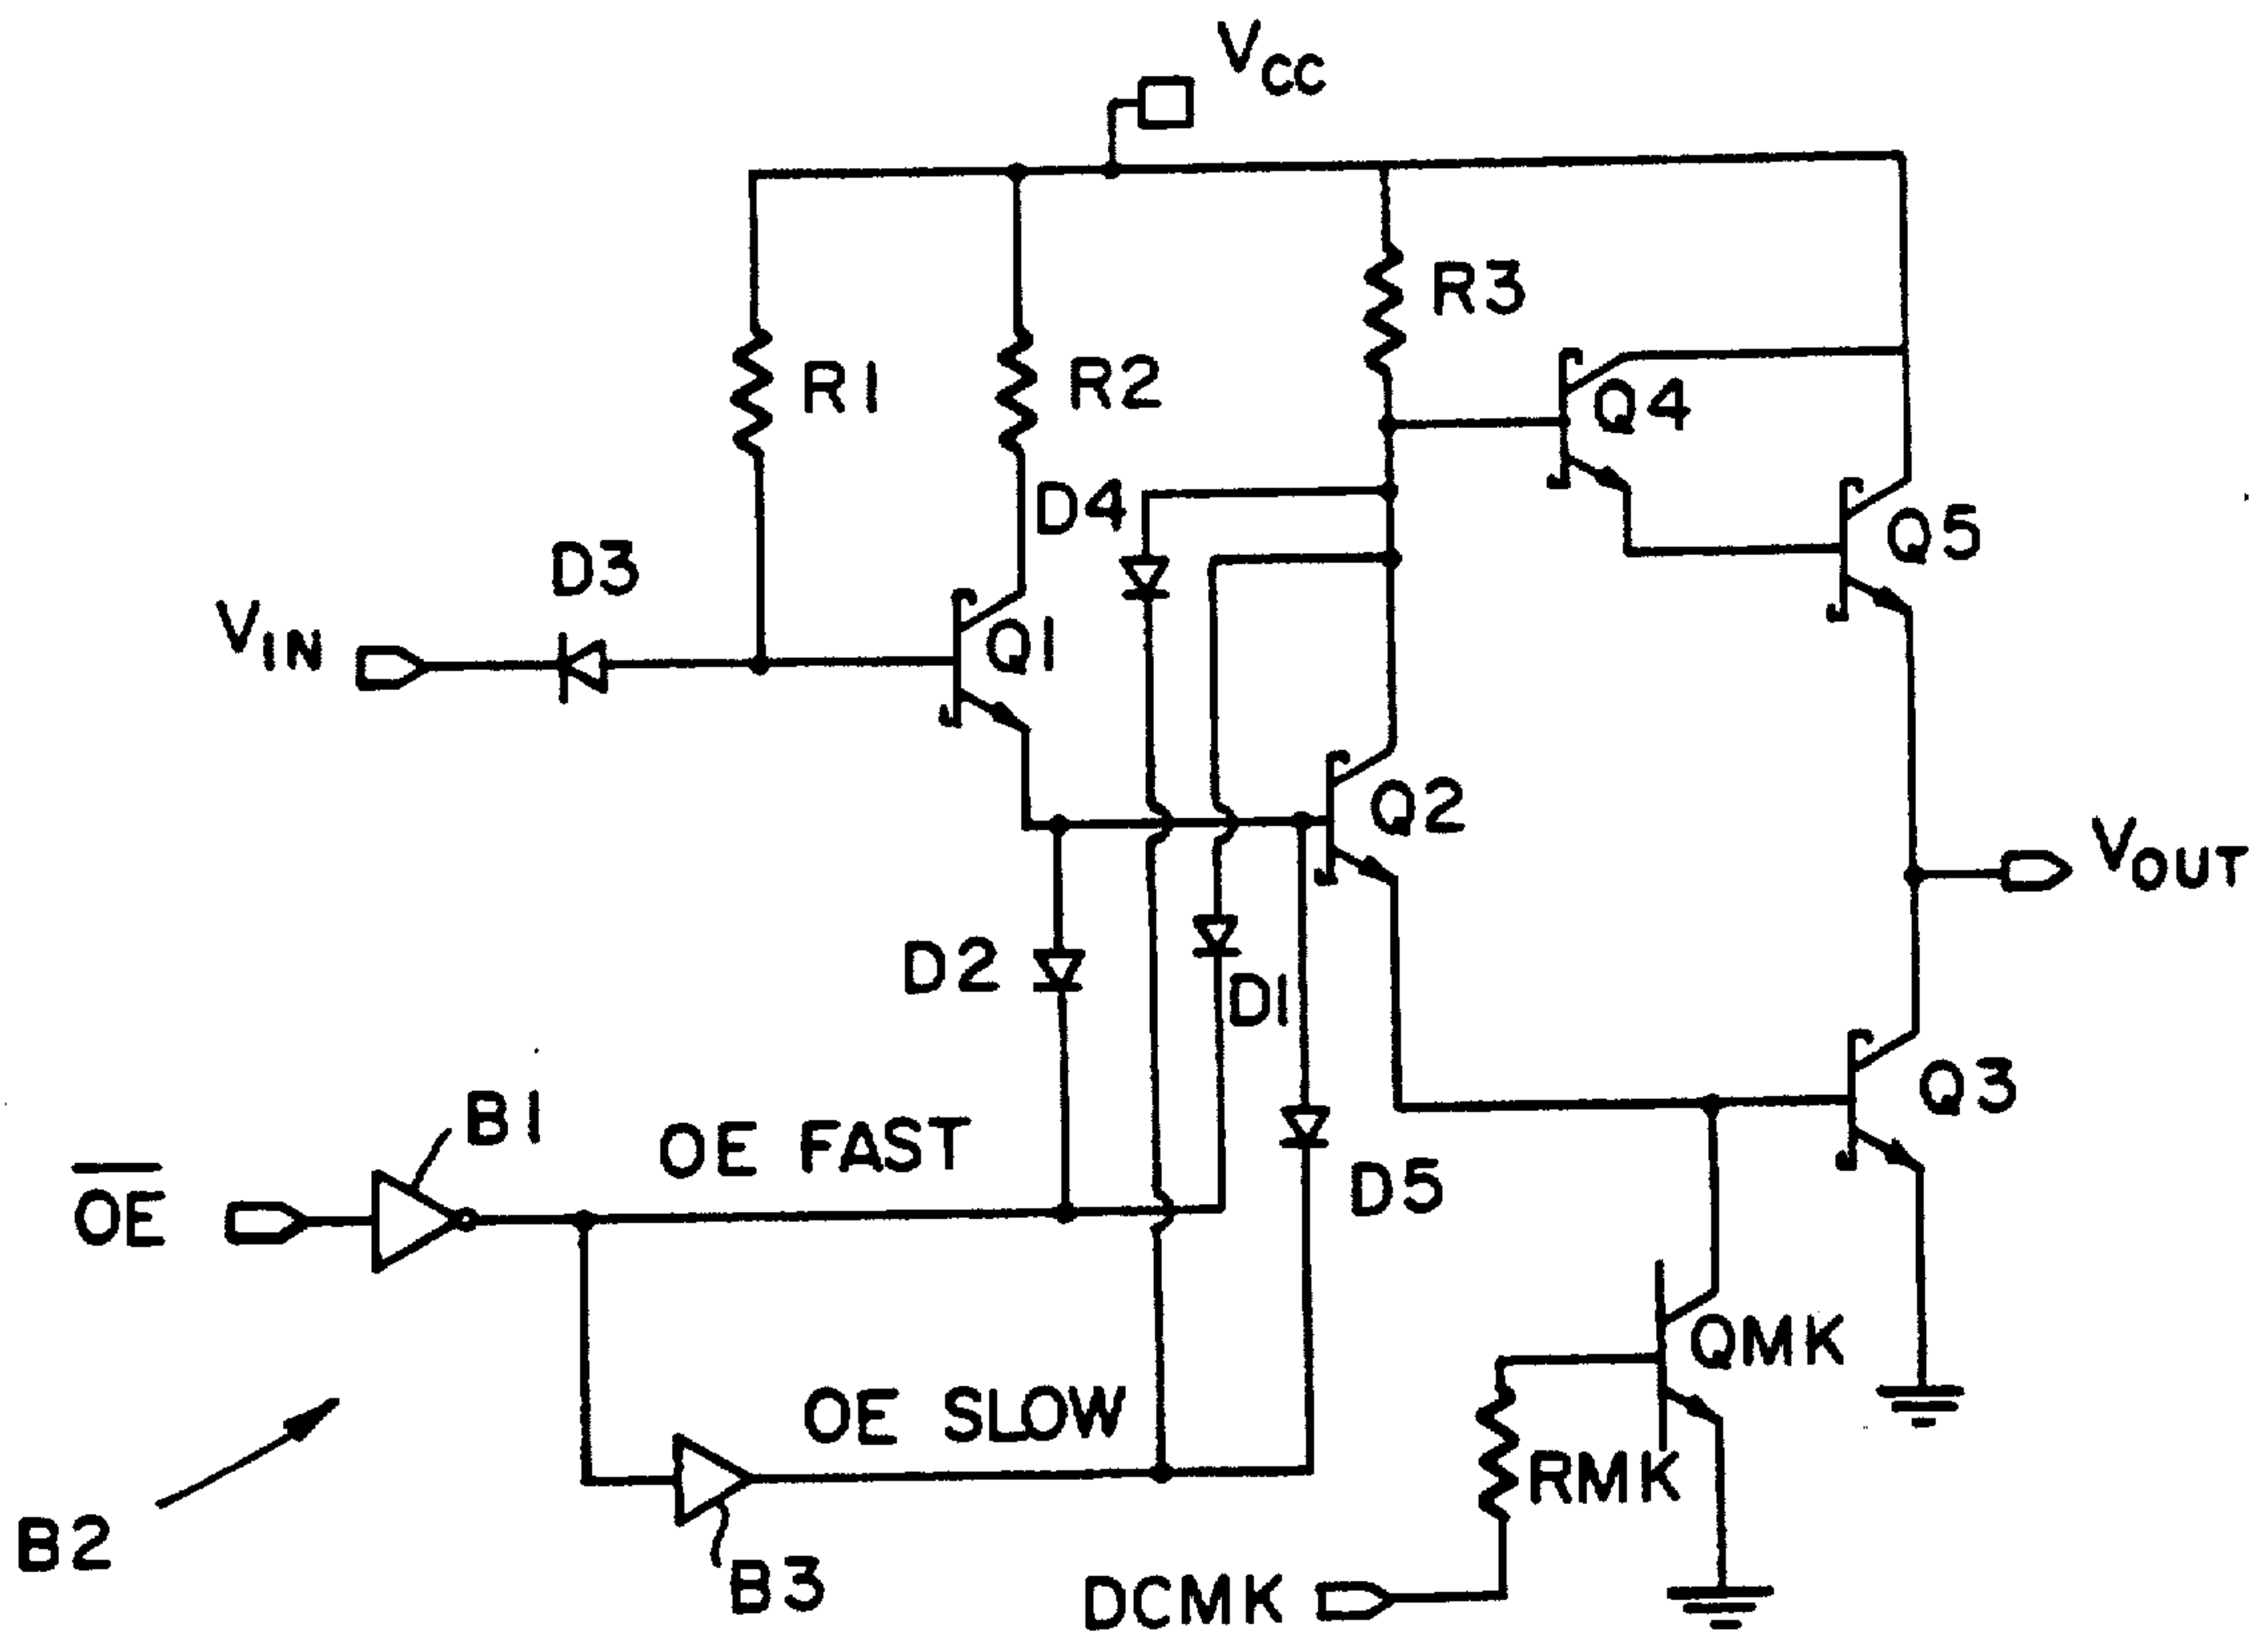 VCC
R3
R1
R2
Q4
D4
Q5
D3
VIN
Q1
Q2
VOUT
D2
D1
Q3
B1
OE FAST
D5
OE
QMK
OE SLOW
RMK
B2
B3
DCMK